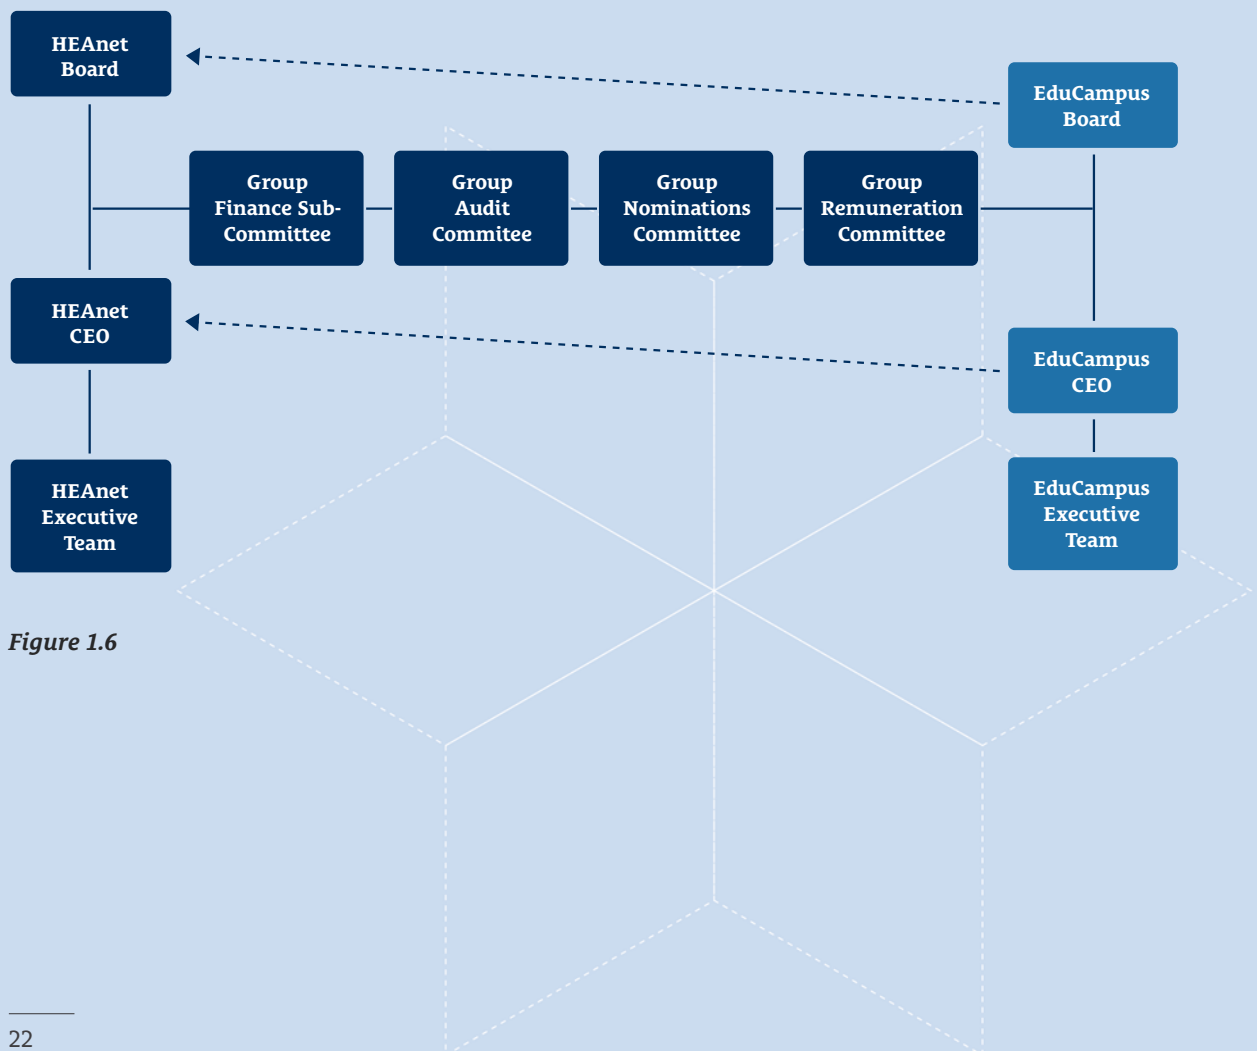 HEAnet
Board
EduCampus
Board
Group
Finance Sub-
Committee
Group
Audit
Commitee
Group
Nominations
Committee
Group
Remuneration
Committee
HEAnet
CEO
EduCampus
CEO
HEAnet
Executive
Team
EduCampus
Executive
Team
Figure 1.6
22